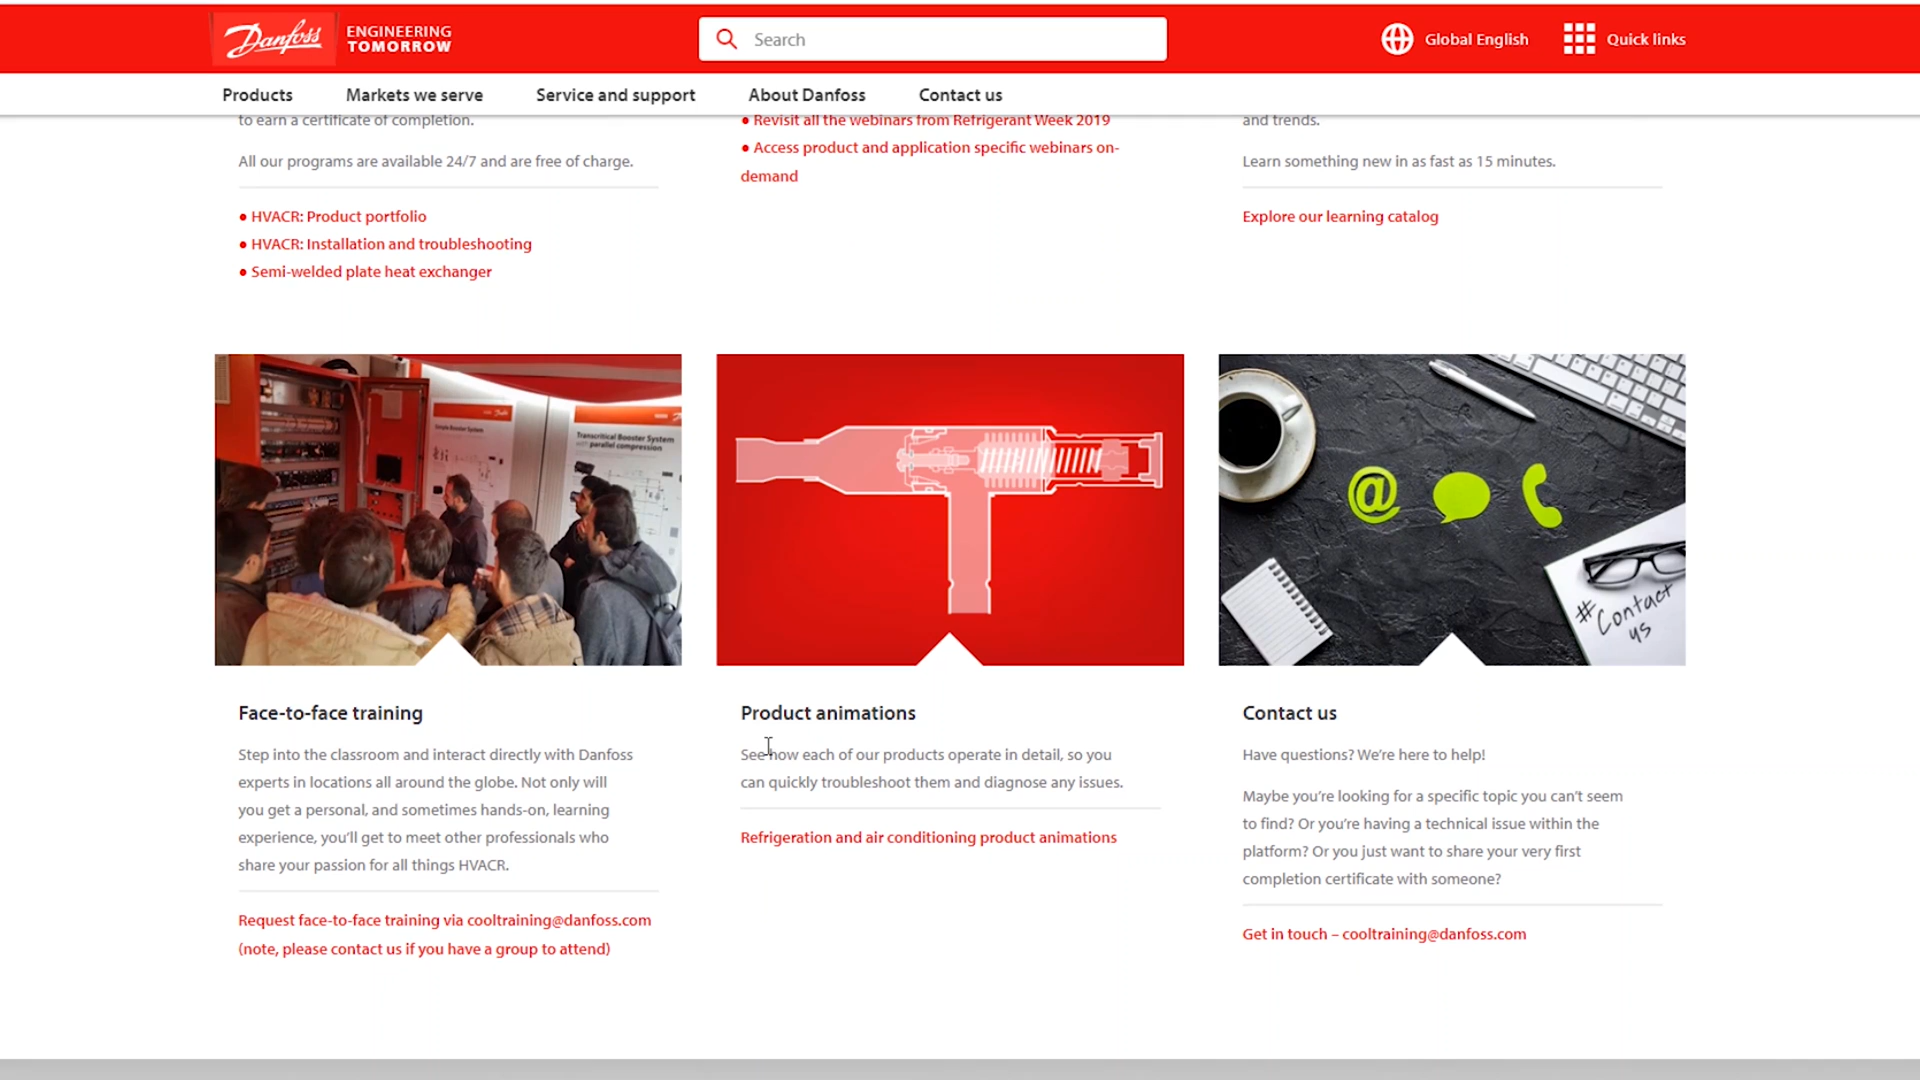 Danfoss
ENGINEERING
TOMORROW
Search
Global English
Quick links
Products
Markets we serve
Service and support
About Danfoss
Contact us
to earn a certificate of completion.
All our programs are available 24/7 and are free of charge.
• HVACR: Product portfolio
• HVACR: Installation and troubleshooting
• Semi-welded plate heat exchanger
• Revisit all the webinars from Refrigerant Week 2019
• Access product and application specific webinars on-
demand
and trends.
Learn something new in as fast as 15 minutes.
Explore our learning catalog
Simple Booster System
Transcritical Booster System
with parallel compression
Face-to-face training
Step into the classroom and interact directly with Danfoss
experts in locations all around the globe. Not only will
you get a personal, and sometimes hands-on, learning
experience, you’ll get to meet other professionals who
share your passion for all things HVACR.
Request face-to-face training via cooltraining@danfoss.com
(note, please contact us if you have a group to attend)
Product animations
See how each of our products operate in detail, so you
can quickly troubleshoot them and diagnose any issues.
Refrigeration and air conditioning product animations
@
#Contact
us
Contact us
Have questions? We’re here to help!
Maybe you’re looking for a specific topic you can’t seem
to find? Or you’re having a technical issue within the
platform? Or you just want to share your very first
completion certificate with someone?
Get in touch – cooltraining@danfoss.com